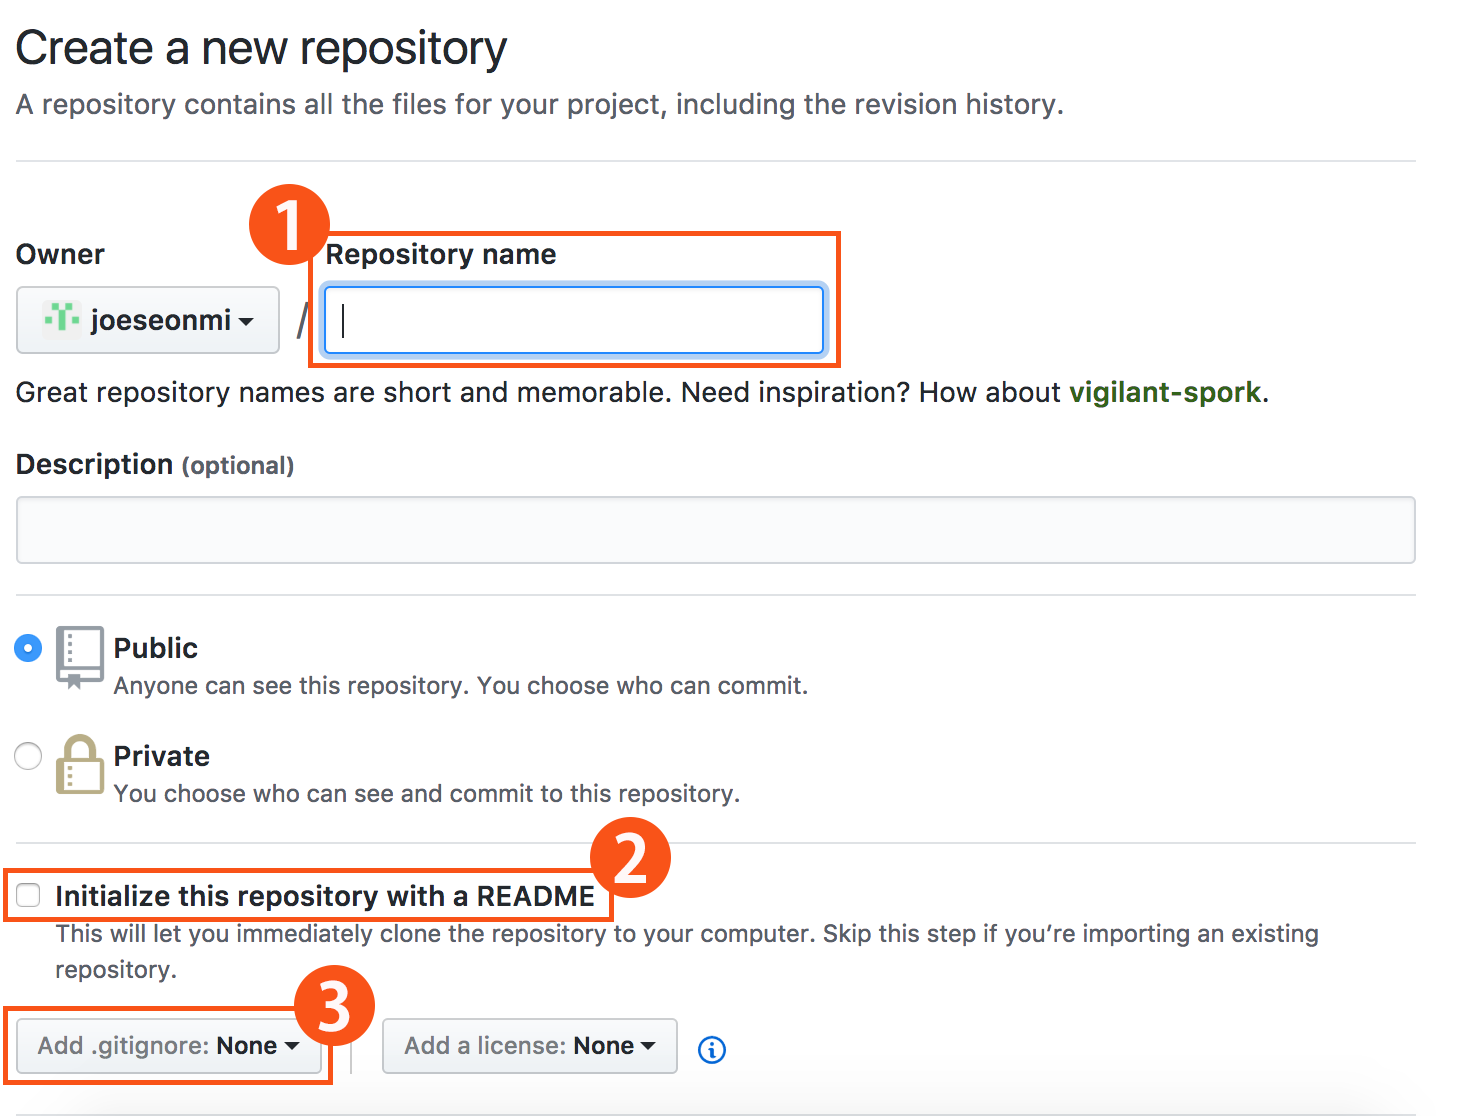 Create a new repository
A repository contains all the files for your project, including the revision history.
1
Owner
Repository name
joeseonmi
/
Great repository names are short and memorable. Need inspiration? How about vigilant-spork.
Description (optional)
Public
Anyone can see this repository. You choose who can commit.
Private
You choose who can see and commit to this repository.
2
Initialize this repository with a README
This will let you immediately clone the repository to your computer. Skip this step if you’re importing an existing
repository.
3
Add .gitignore: None
Add a license: None